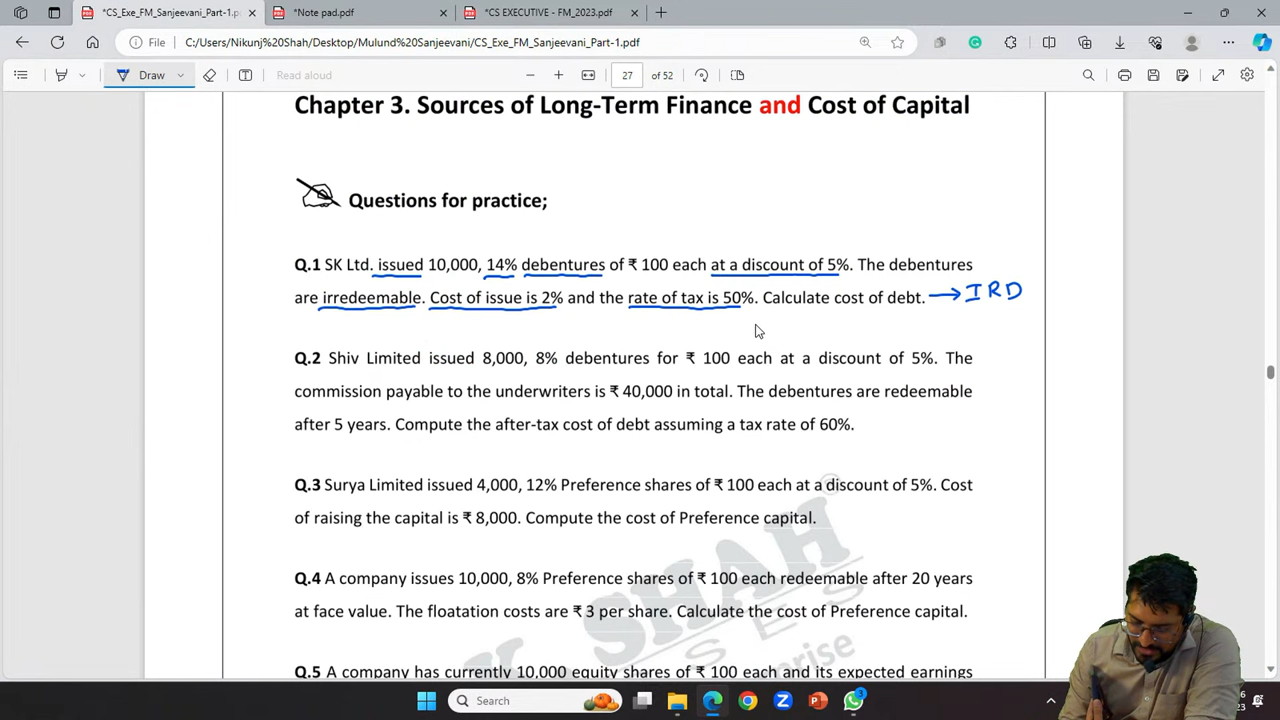 *CS_Exe_FM_Sanjeevani_Part-1.p
*Note pad.pdf
*CS EXECUTIVE - FM_2023.pdf
File
C:/Users/Nikunj%20Shah/Desktop/Mulund%20Sanjeevani/CS_Exe_FM_Sanjeevani_Part-1.pdf
Draw
Read aloud
27 of 52
Chapter 3. Sources of Long-Term Finance and Cost of Capital
Questions for practice;
Q.1 SK Ltd. issued 10,000, 14% debentures of ₹ 100 each at a discount of 5%. The debentures
are irredeemable. Cost of issue is 2% and the rate of tax is 50%. Calculate cost of debt. → IRD
Q.2 Shiv Limited issued 8,000, 8% debentures for ₹ 100 each at a discount of 5%. The
commission payable to the underwriters is ₹ 40,000 in total. The debentures are redeemable
after 5 years. Compute the after-tax cost of debt assuming a tax rate of 60%.
Q.3 Surya Limited issued 4,000, 12% Preference shares of ₹ 100 each at a discount of 5%. Cost
of raising the capital is ₹ 8,000. Compute the cost of Preference capital.
Q.4 A company issues 10,000, 8% Preference shares of ₹ 100 each redeemable after 20 years
at face value. The floatation costs are ₹ 3 per share. Calculate the cost of Preference capital.
Q.5 A company has currently 10,000 equity shares of ₹ 100 each and its expected earnings
SHAH
Search
3